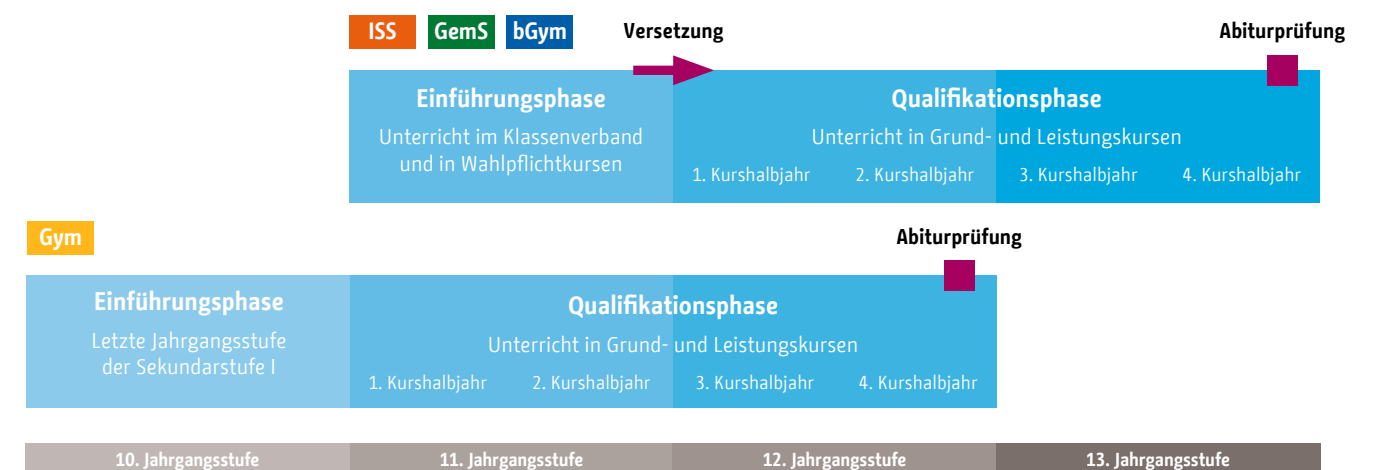 ISS GemS bGym Versetzung Abiturprüfung
Einführungsphase
Unterricht im Klassenverband
und in Wahlpflichtkursen
Qualifikationsphase
Unterricht in Grund- und Leistungskursen
1. Kurshalbjahr 2. Kurshalbjahr 3. Kurshalbjahr 4. Kurshalbjahr
Gym Abiturprüfung
Einführungsphase
Letzte Jahrgangsstufe
der Sekundarstufe I
Qualifikationsphase
Unterricht in Grund- und Leistungskursen
1. Kurshalbjahr 2. Kurshalbjahr 3. Kurshalbjahr 4. Kurshalbjahr
10. Jahrgangsstufe 11. Jahrgangsstufe 12. Jahrgangsstufe 13. Jahrgangsstufe